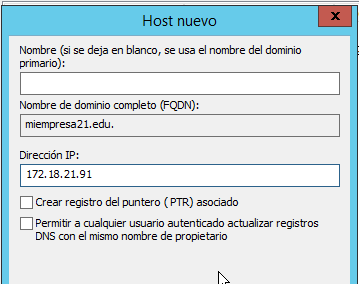 Host nuevo
x
Nombre (si se deja en blanco, se usa el nombre del dominio
primario):
Nombre de dominio completo (FQDN):
miempresa21.edu.
Dirección IP:
172.18.21.91
Crear registro del puntero (PTR) asociado
Permitir a cualquier usuario autenticado actualizar registros
DNS con el mismo nombre de propietario